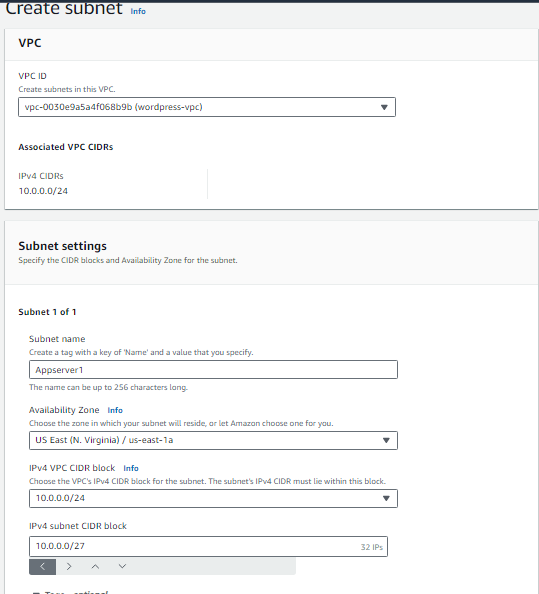 Create subnet Info
VPC
VPC ID
Create subnets in this VPC.
vpc-0030e9a5a4f068b9b (wordpress-vpc)
Associated VPC CIDRs
IPv4 CIDRs
10.0.0.0/24
Subnet settings
Specify the CIDR blocks and Availability Zone for the subnet.
Subnet 1 of 1
Subnet name
Create a tag with a key of 'Name' and a value that you specify.
Appserver1
The name can be up to 256 characters long.
Availability Zone Info
Choose the zone in which your subnet will reside, or let Amazon choose one for you.
US East (N. Virginia) / us-east-1a
IPv4 VPC CIDR block Info
Choose the VPC's IPv4 CIDR block for the subnet. The subnet's IPv4 CIDR must lie within this block.
10.0.0.0/24
IPv4 subnet CIDR block
10.0.0.0/27 32 IPs